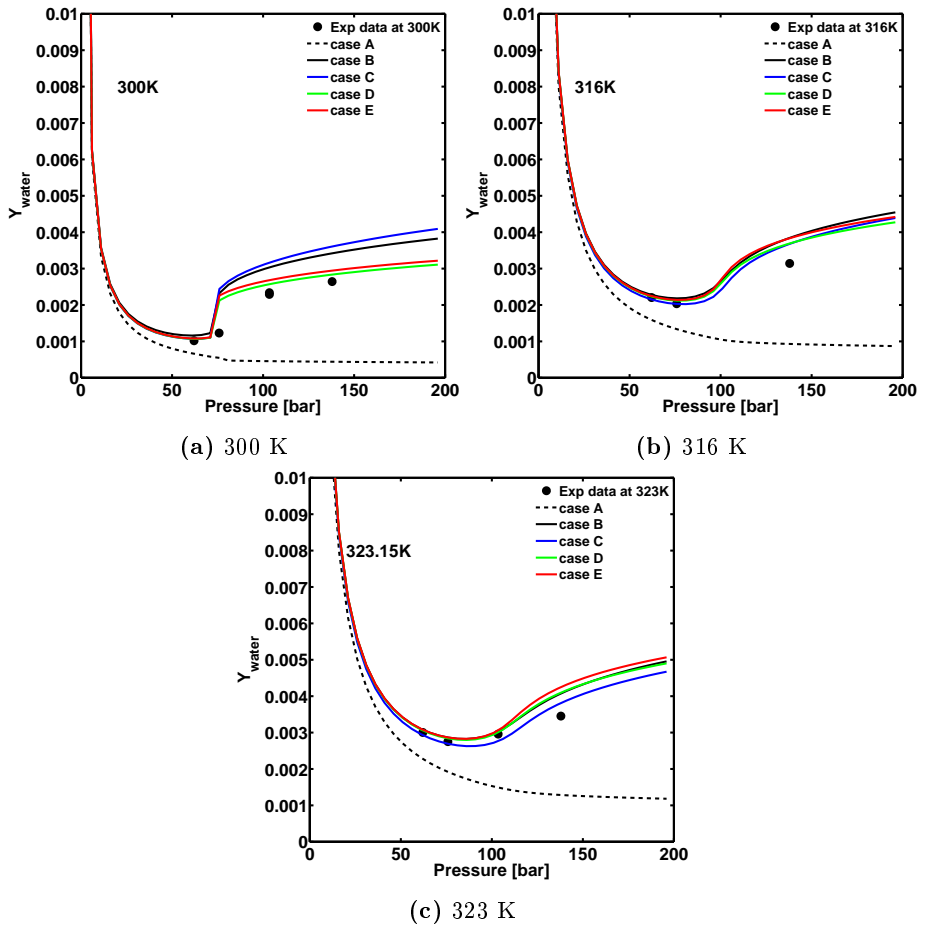 0.01
0.009
0.008
0.007
0.006
0.005
0.004
0.003
0.002
0.001
0
Y_water
300K
Exp data at 300K
case A
case B
case C
case D
case E
0 50 100 150 200
Pressure [bar]
(a) 300 K
0.01
0.009
0.008
0.007
0.006
0.005
0.004
0.003
0.002
0.001
0
Y_water
316K
Exp data at 316K
case A
case B
case C
case D
case E
0 50 100 150 200
Pressure [bar]
(b) 316 K
0.01
0.009
0.008
0.007
0.006
0.005
0.004
0.003
0.002
0.001
0
Y_water
323.15K
Exp data at 323K
case A
case B
case C
case D
case E
0 50 100 150 200
Pressure [bar]
(c) 323 K